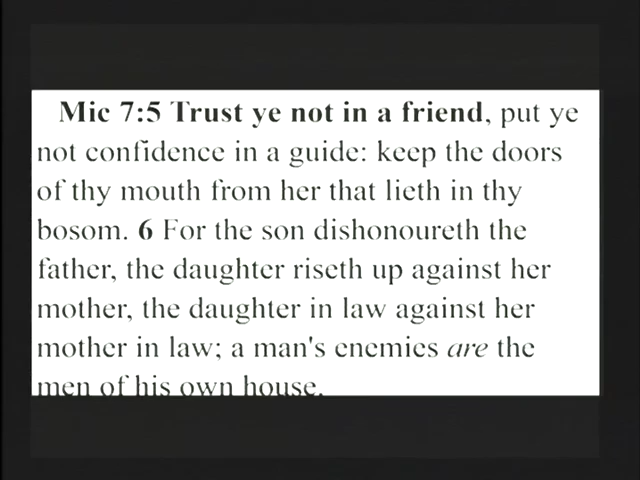 Mic 7:5 Trust ye not in a friend, put ye
not confidence in a guide: keep the doors
of thy mouth from her that lieth in thy
bosom. 6 For the son dishonoureth the
father, the daughter riseth up against her
mother, the daughter in law against her
mother in law; a man's enemies are the
men of his own house.